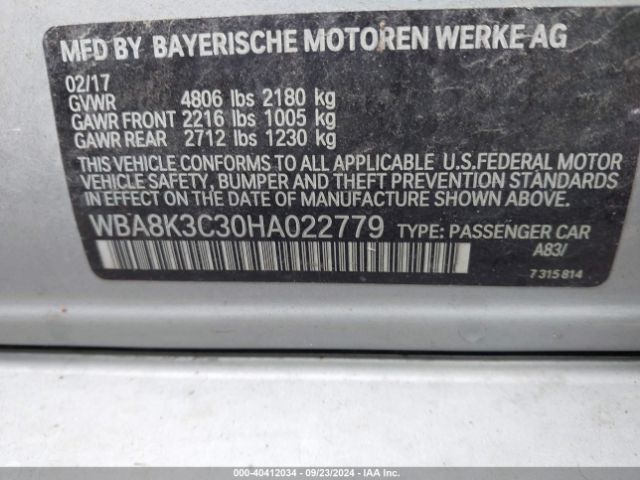 MFD BY BAYERISCHE MOTOREN WERKE AG
02/17
GVWR 4806 lbs 2180 kg
GAWR FRONT 2216 lbs 1005 kg
GAWR REAR 2712 lbs 1230 kg
THIS VEHICLE CONFORMS TO ALL APPLICABLE U.S.FEDERAL MOTOR
VEHICLE SAFETY, BUMPER AND THEFT PREVENTION STANDARDS
IN EFFECT ON THE DATE OF MANUFACTURE SHOWN ABOVE.
WBA8K3C30HA022779 TYPE: PASSENGER CAR
A83/
7 315 814
000-40412034 - 09/23/2024 - IAA Inc.